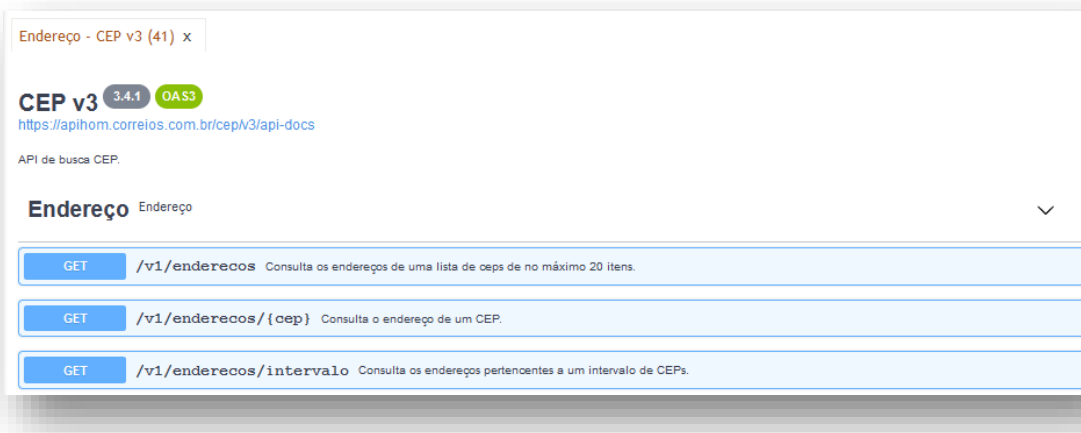 Endereço - CEP v3 (41) x
CEP v3 3.4.1 OAS3
https://apihom.correios.com.br/cep/v3/api-docs
API de busca CEP.
Endereço Endereço
GET /v1/enderecos Consulta os endereços de uma lista de ceps de no máximo 20 itens.
GET /v1/enderecos/{cep} Consulta o endereço de um CEP.
GET /v1/enderecos/intervalo Consulta os endereços pertencentes a um intervalo de CEPs.